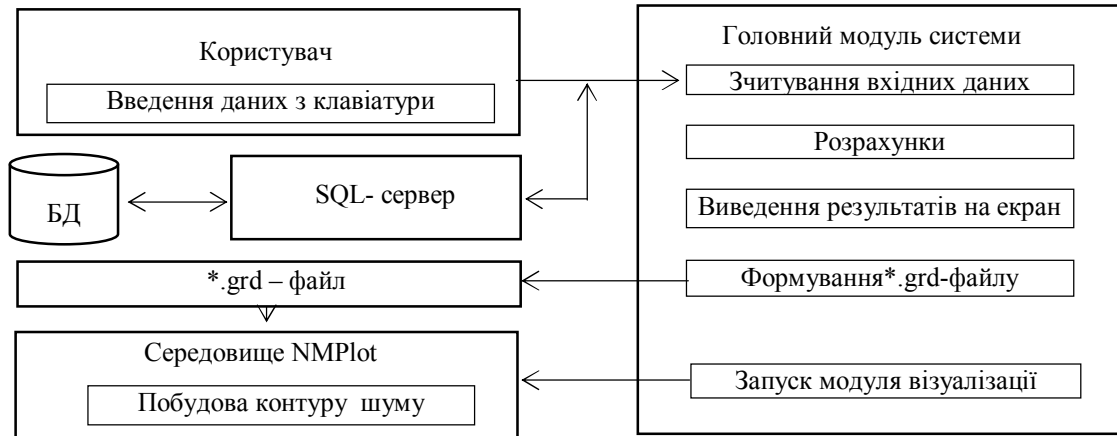 Користувач
Введення даних з клавіатури
БД
SQL- сервер
*.grd – файл
Середовище NMPlot
Побудова контуру шуму
Головний модуль системи
Зчитування вхідних даних
Розрахунки
Виведення результатів на екран
Формування*.grd-файлу
Запуск модуля візуалізації